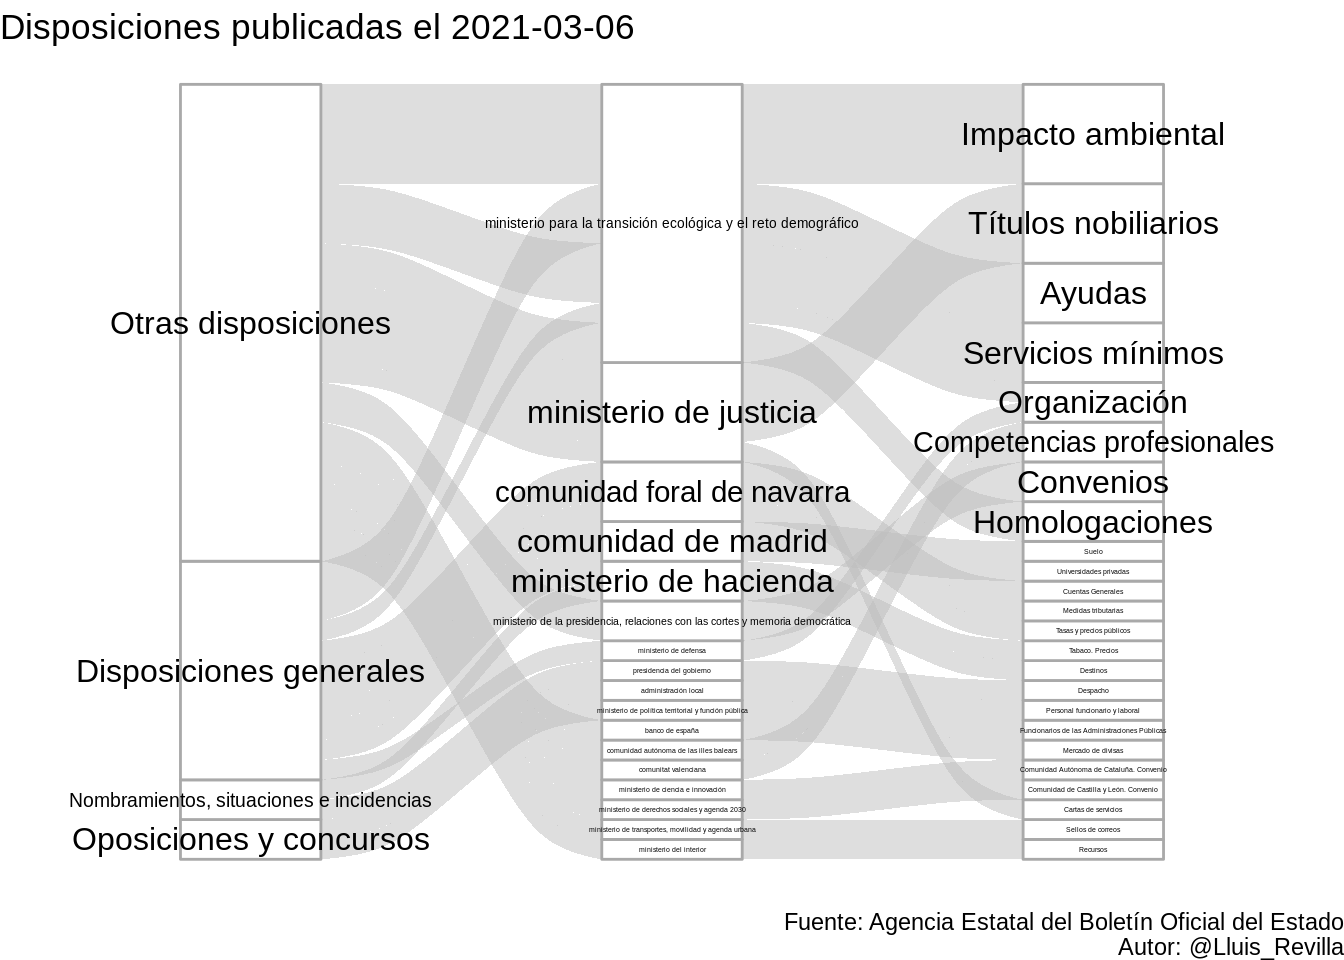 Disposiciones publicadas el 2021-03-06
Otras disposiciones
Disposiciones generales
Nombramientos, situaciones e incidencias
Oposiciones y concursos
ministerio para la transición ecológica y el reto demográfico
ministerio de justicia
comunidad foral de navarra
comunidad de madrid
ministerio de hacienda
ministerio de la presidencia, relaciones con las cortes y memoria democrática
ministerio de defensa
presidencia del gobierno
administración local
ministerio de política territorial y función pública
banco de españa
comunidad autónoma de las illes balears
comunitat valenciana
ministerio de ciencia e innovación
ministerio de derechos sociales y agenda 2030
ministerio de transportes, movilidad y agenda urbana
ministerio del interior
Impacto ambiental
Títulos nobiliarios
Ayudas
Servicios mínimos
Organización
Competencias profesionales
Convenios
Homologaciones
Suelo
Universidades privadas
Cuentas Generales
Medidas tributarias
Tasas y precios públicos
Tabaco. Precios
Destinos
Despacho
Personal funcionario y laboral
Funcionarios de las Administraciones Públicas
Mercado de divisas
Comunidad Autónoma de Cataluña. Convenio
Comunidad de Castilla y León. Convenio
Cartas de servicios
Sellos de correos
Recursos
Fuente: Agencia Estatal del Boletín Oficial del Estado
Autor: @Lluis_Revilla